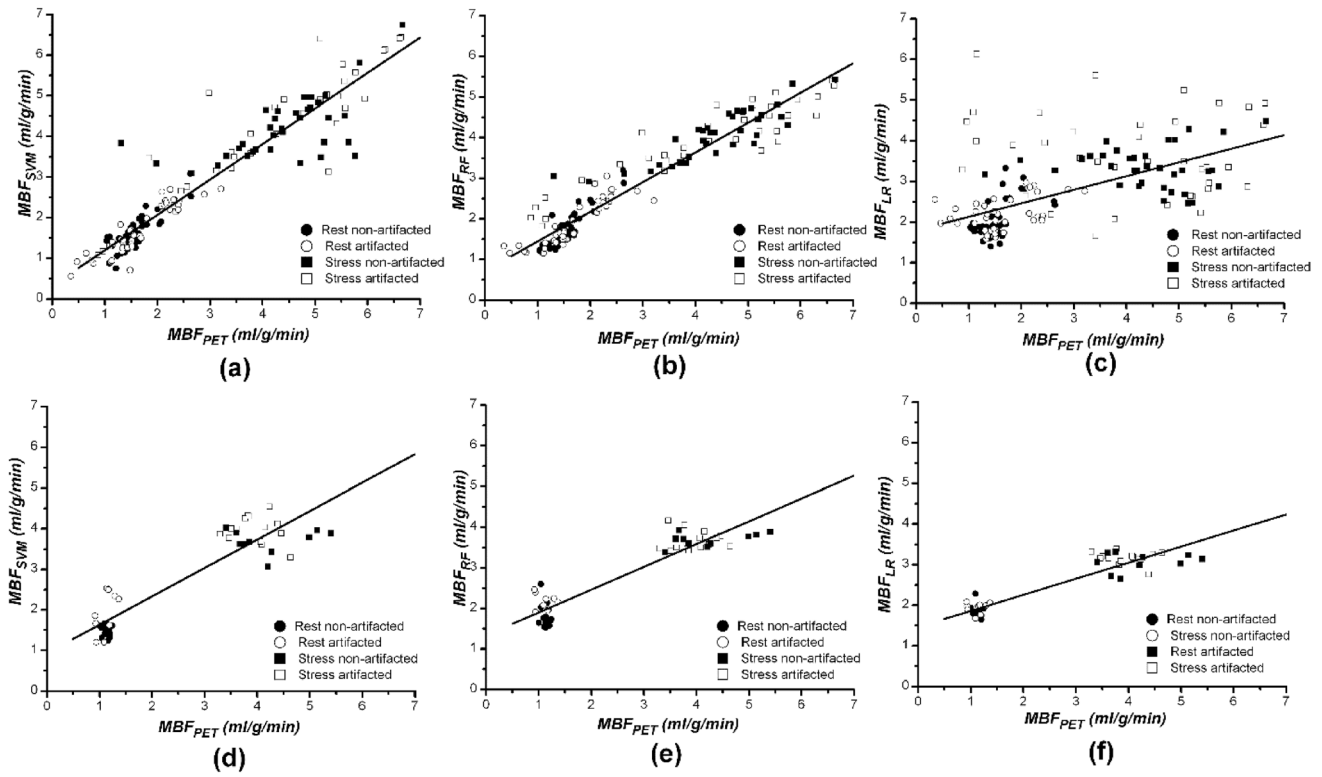 7
6
5
4
3
2
1
0
MBF_SVM (ml/g/min)
Rest non-artifacted
Rest artifacted
Stress non-artifacted
Stress artifacted
0 1 2 3 4 5 6 7
MBF_PET (ml/g/min)
(a)
7
6
5
4
3
2
1
0
MBF_RF (ml/g/min)
Rest non-artifacted
Rest artifacted
Stress non-artifacted
Stress artifacted
0 1 2 3 4 5 6 7
MBF_PET (ml/g/min)
(b)
7
6
5
4
3
2
1
0
MBF_LR (ml/g/min)
Rest non-artifacted
Rest artifacted
Stress non-artifacted
Stress artifacted
0 1 2 3 4 5 6 7
MBF_PET (ml/g/min)
(c)
7
6
5
4
3
2
1
0
MBF_SVM (ml/g/min)
Rest non-artifacted
Rest artifacted
Stress non-artifacted
Stress artifacted
0 1 2 3 4 5 6 7
MBF_PET (ml/g/min)
(d)
7
6
5
4
3
2
1
0
MBF_RF (ml/g/min)
Rest non-artifacted
Rest artifacted
Stress non-artifacted
Stress artifacted
0 1 2 3 4 5 6 7
MBF_PET (ml/g/min)
(e)
7
6
5
4
3
2
1
0
MBF_LR (ml/g/min)
Rest non-artifacted
Stress non-artifacted
Rest artifacted
Stress artifacted
0 1 2 3 4 5 6 7
MBF_PET (ml/g/min)
(f)